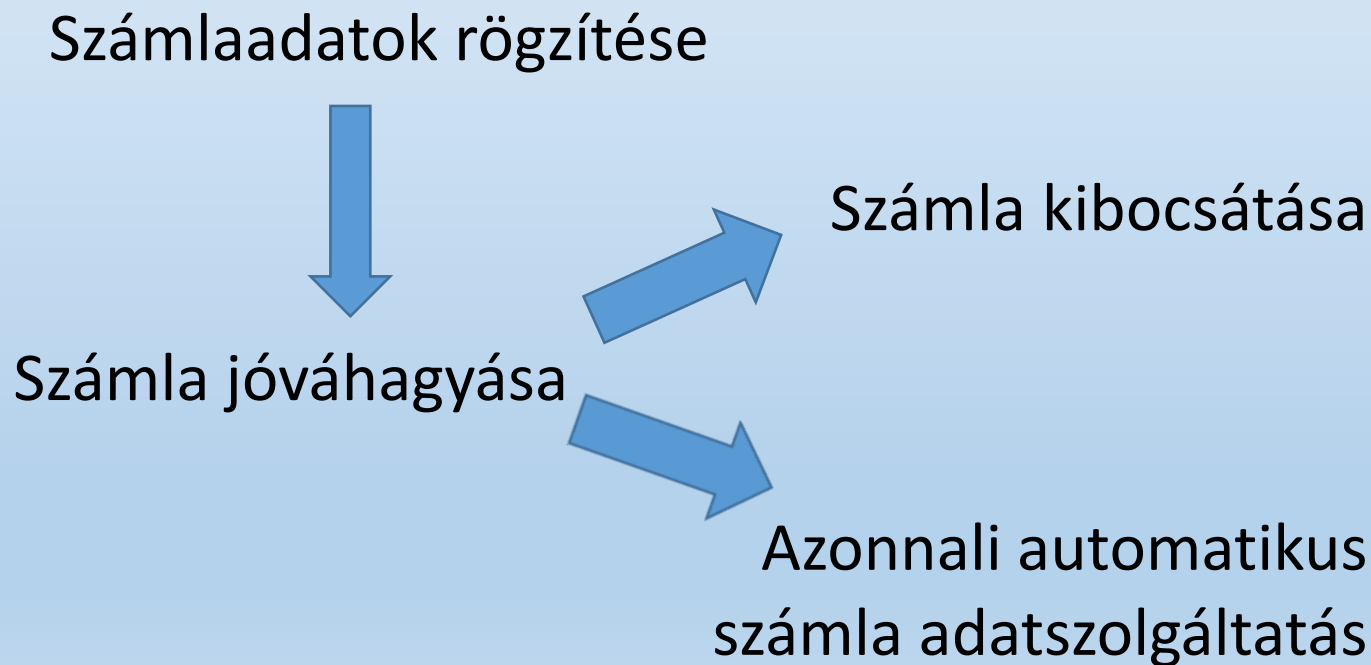 Számlaadatok rögzítése
Számla kibocsátása
Számla jóváhagyása
Azonnali automatikus
számla adatszolgáltatás